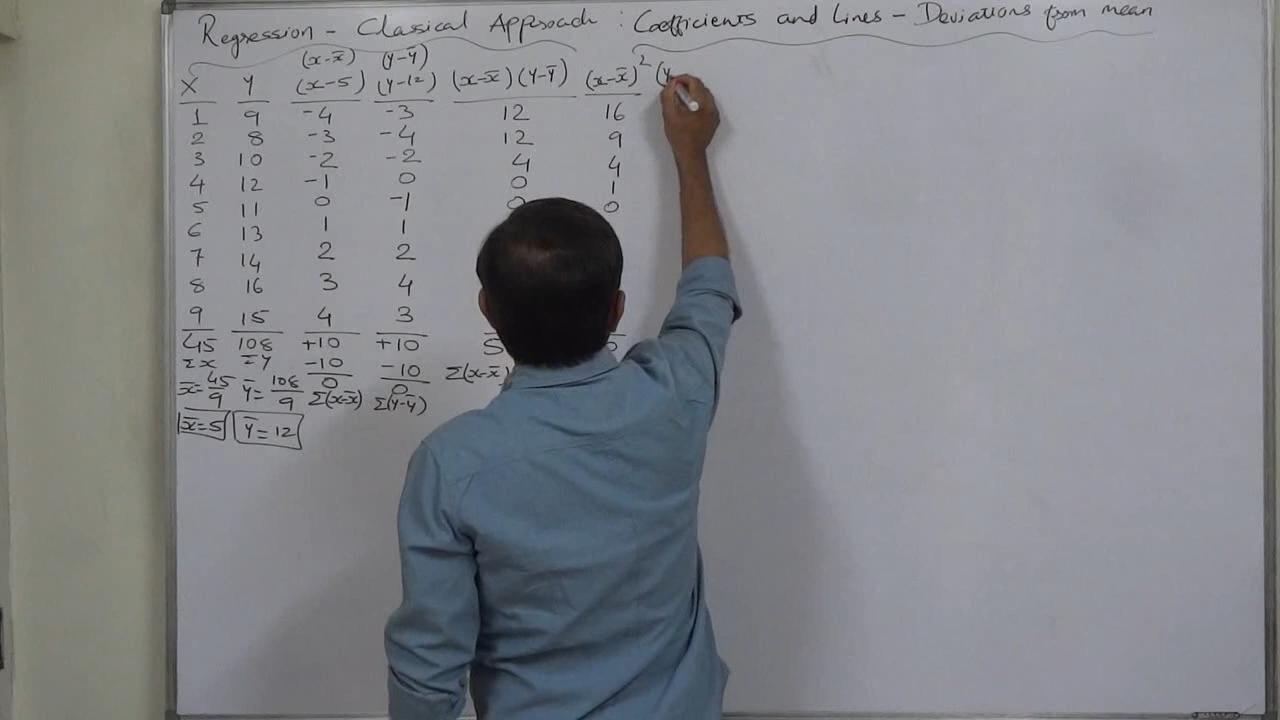 Regression - Classical Approach : Coefficients and Lines - Deviations from mean
(x-x̄) (y-ȳ)
X Y (x-5) (y-12) (x-x̄)(y-ȳ) (x-x̄)² (y
1 9 -4 -3 12 16
2 8 -3 -4 12 9
3 10 -2 -2 4 4
4 12 -1 0 0 1
5 11 0 -1 0 0
6 13 1 1
7 14 2 2
8 16 3 4
9 15 4 3
45 108 +10 +10 5
Σx Σy -10 -10 Σ(x-x̄)
x̄=45/9 ȳ=108/9 0 0
Σ(x-x̄) Σ(y-ȳ)
x̄=5 ȳ=12